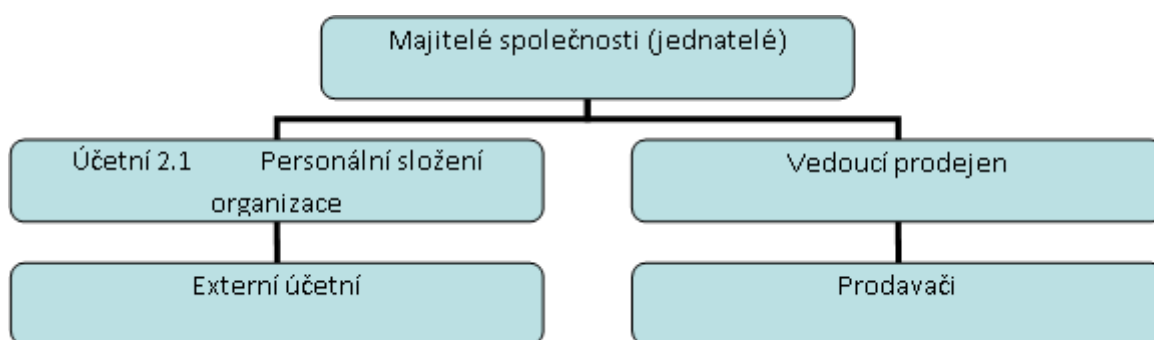 Majitelé společnosti (jednatelé)
Účetní 2.1 Personální složení
organizace
Vedoucí prodejen
Externí účetní
Prodavači